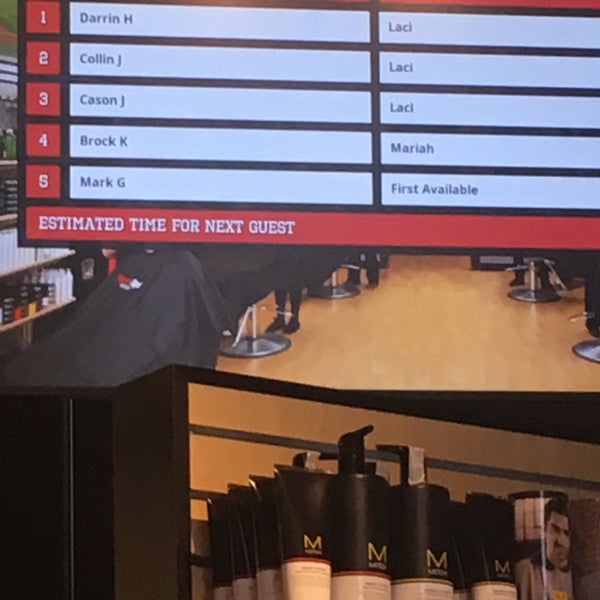 1 Darrin H Laci
2 Collin J Laci
3 Cason J Laci
4 Brock K Mariah
5 Mark G First Available
ESTIMATED TIME FOR NEXT GUEST
M M M M